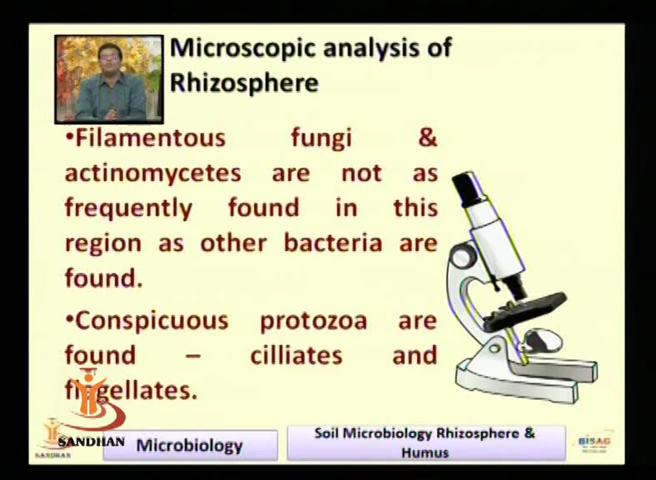 Microscopic analysis of
Rhizosphere
•Filamentous fungi &
actinomycetes are not as
frequently found in this
region as other bacteria are
found.
•Conspicuous protozoa are
found – cilliates and
flagellates.
SANDHAN
SANDHAN
Microbiology
Soil Microbiology Rhizosphere &
Humus
BISAG